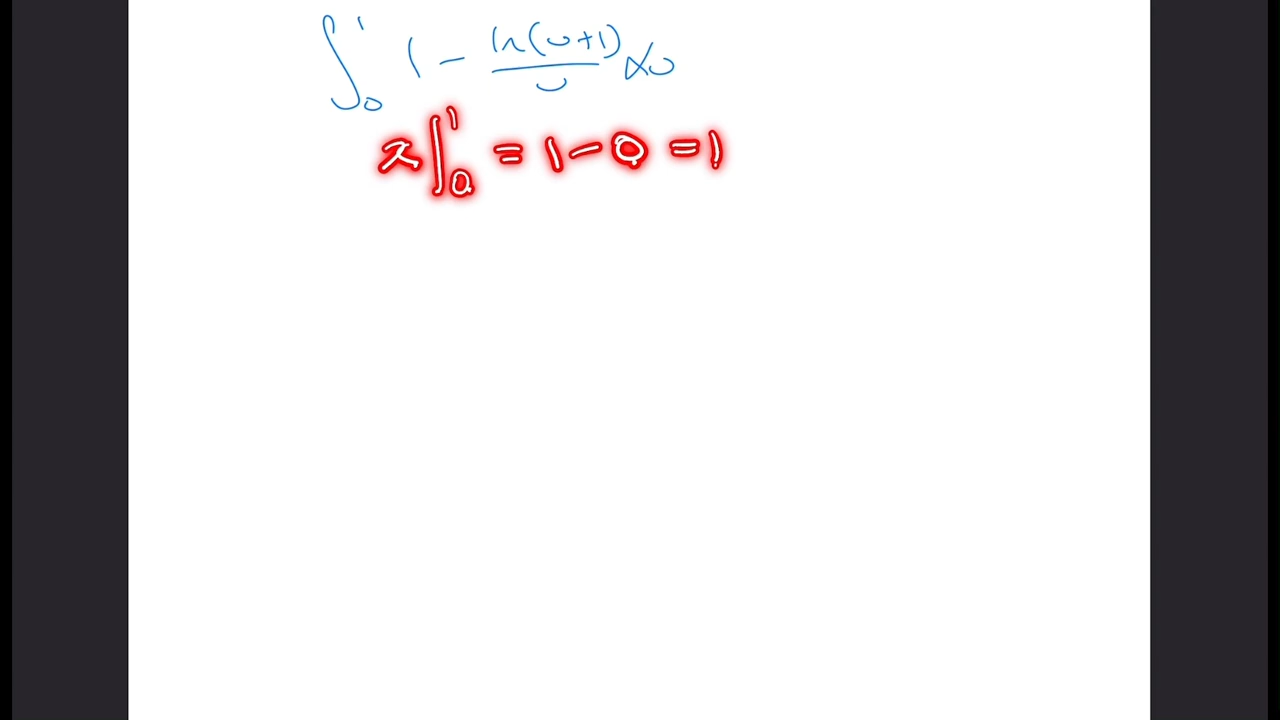 ∫₀¹ 1 - ln(u+1)/u du
x|₀¹ = 1 - 0 = 1